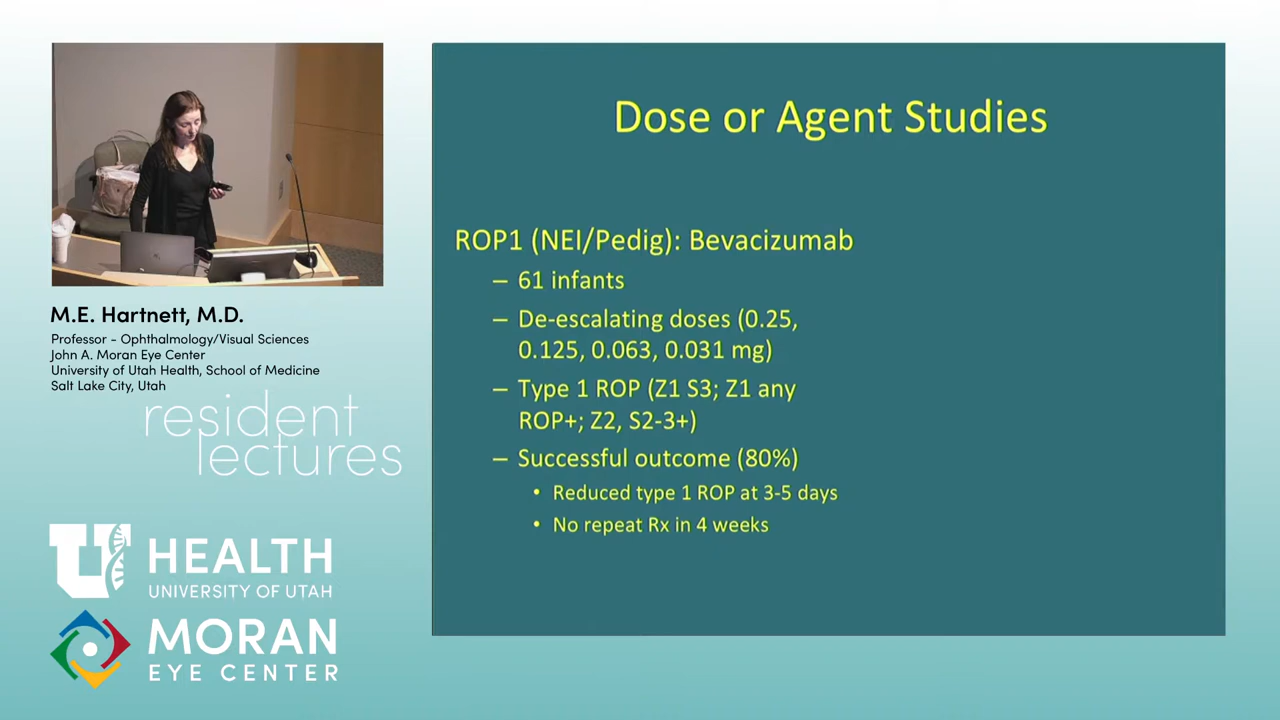 Dose or Agent Studies
ROP1 (NEI/Pedig): Bevacizumab
– 61 infants
– De-escalating doses (0.25,
0.125, 0.063, 0.031 mg)
– Type 1 ROP (Z1 S3; Z1 any
ROP+; Z2, S2-3+)
– Successful outcome (80%)
• Reduced type 1 ROP at 3-5 days
• No repeat Rx in 4 weeks
M.E. Hartnett, M.D.
Professor - Ophthalmology/Visual Sciences
John A. Moran Eye Center
University of Utah Health, School of Medicine
Salt Lake City, Utah
resident
lectures
U HEALTH
UNIVERSITY OF UTAH
MORAN
EYE CENTER